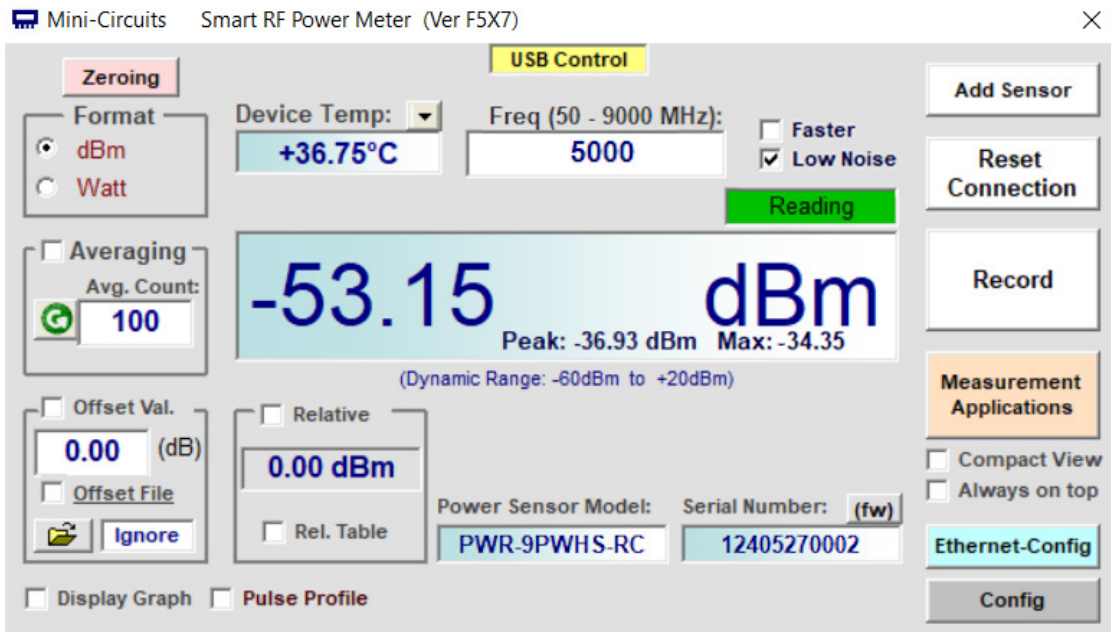 Mini-Circuits Smart RF Power Meter (Ver F5X7)
USB Control
Zeroing
Format
dBm
Watt
Device Temp:
+36.75°C
Freq (50 - 9000 MHz):
5000
Faster
Low Noise
Reading
Add Sensor
Reset
Connection
Record
Averaging
Avg. Count:
100
-53.15 dBm
Peak: -36.93 dBm Max: -34.35
(Dynamic Range: -60dBm to +20dBm)
Measurement
Applications
Offset Val.
0.00 (dB)
Offset File
Ignore
Relative
0.00 dBm
Rel. Table
Power Sensor Model:
PWR-9PWHS-RC
Serial Number: (fw)
12405270002
Compact View
Always on top
Ethernet-Config
Config
Display Graph
Pulse Profile